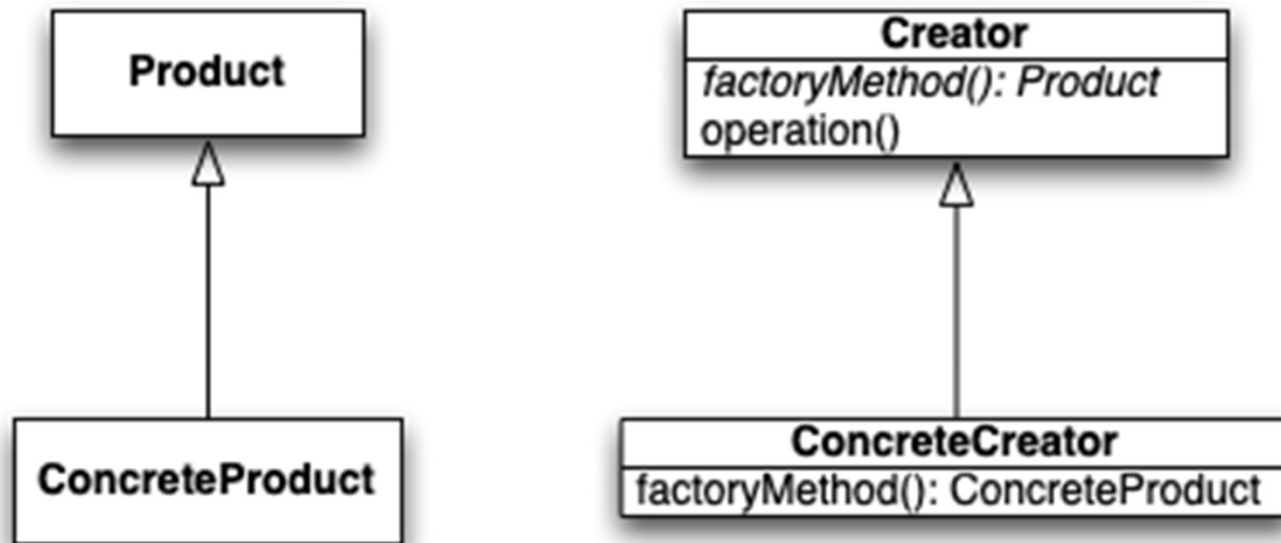 Product
Creator
factoryMethod(): Product
operation()
ConcreteProduct
ConcreteCreator
factoryMethod(): ConcreteProduct